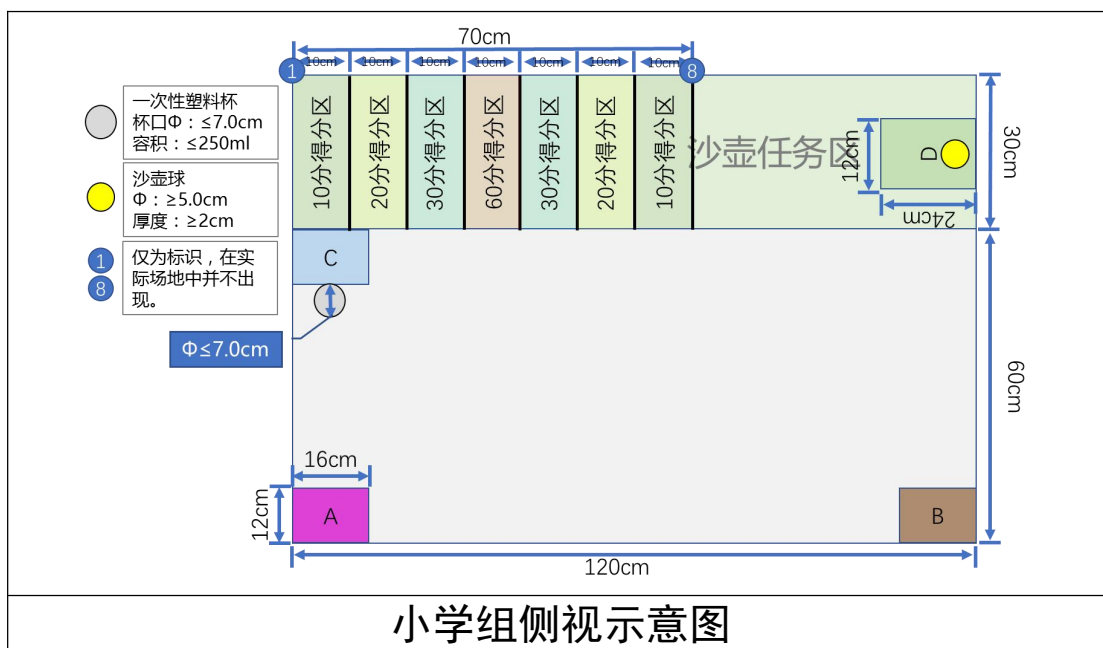 70cm
10cm
10cm
10cm
10cm
10cm
10cm
10cm
1
8
一次性塑料杯
杯口Φ：≤7.0cm
容积：≤250ml
沙壶球
Φ：≥5.0cm
厚度：≥2cm
1
8
仅为标识，在实
际场地中并不出
现。
10分得分区
20分得分区
30分得分区
60分得分区
30分得分区
20分得分区
10分得分区
沙壶任务区
12cm
D
24cm
30cm
C
Φ≤7.0cm
60cm
16cm
12cm
A
B
120cm
小学组侧视示意图